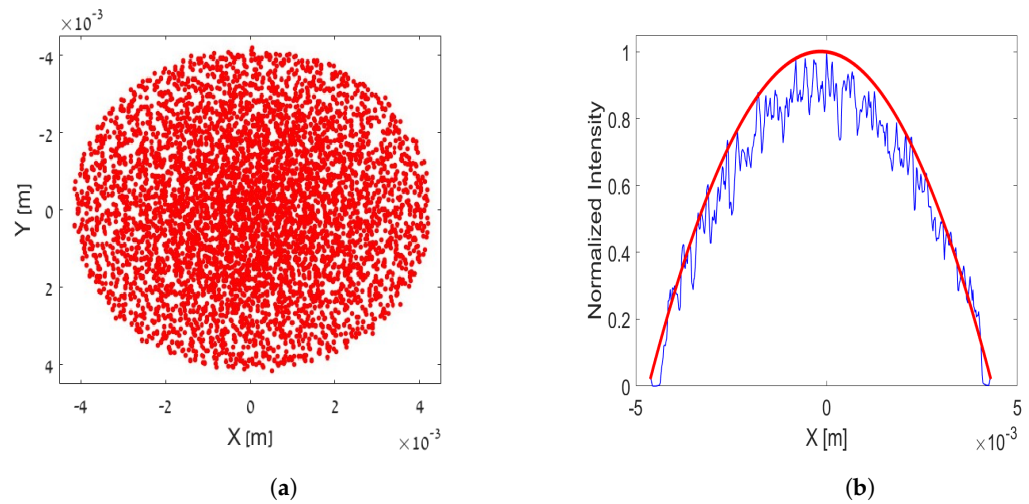 ×10⁻³
-4
-2
0
2
4
Y [m]
-4 -2 0 2 4
X [m]
×10⁻³
(a)
1
0.8
0.6
0.4
0.2
0
Normalized Intensity
-5 0 5
X [m]
×10⁻³
(b)